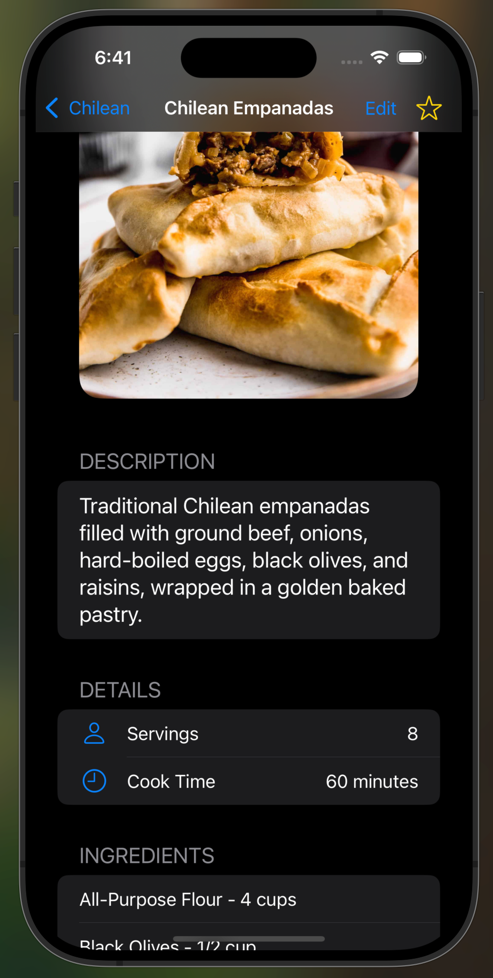 6:41
Chilean Chilean Empanadas Edit
DESCRIPTION
Traditional Chilean empanadas
filled with ground beef, onions,
hard-boiled eggs, black olives, and
raisins, wrapped in a golden baked
pastry.
DETAILS
Servings 8
Cook Time 60 minutes
INGREDIENTS
All-Purpose Flour - 4 cups
Black Olives - 1/2 cup